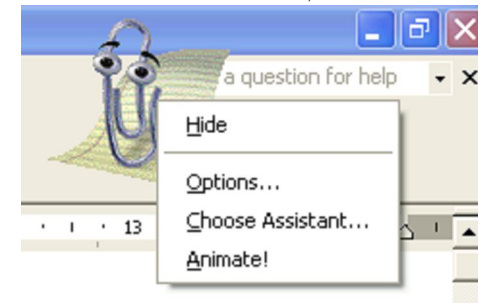 a question for help
Hide
Options...
Choose Assistant...
13
Animate!